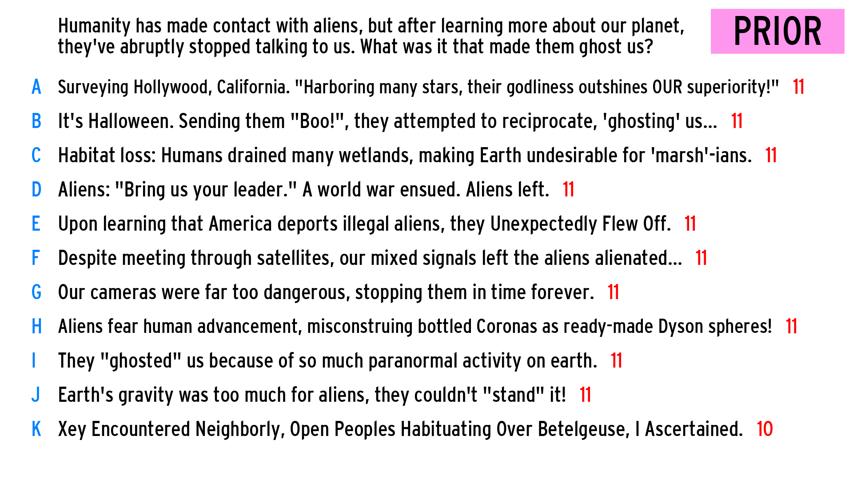 Humanity has made contact with aliens, but after learning more about our planet,
they've abruptly stopped talking to us. What was it that made them ghost us?
PRIOR
A Surveying Hollywood, California. "Harboring many stars, their godliness outshines OUR superiority!" 11
B It's Halloween. Sending them "Boo!", they attempted to reciprocate, 'ghosting' us... 11
C Habitat loss: Humans drained many wetlands, making Earth undesirable for 'marsh'-ians. 11
D Aliens: "Bring us your leader." A world war ensued. Aliens left. 11
E Upon learning that America deports illegal aliens, they Unexpectedly Flew Off. 11
F Despite meeting through satellites, our mixed signals left the aliens alienated... 11
G Our cameras were far too dangerous, stopping them in time forever. 11
H Aliens fear human advancement, misconstruing bottled Coronas as ready-made Dyson spheres! 11
I They "ghosted" us because of so much paranormal activity on earth. 11
J Earth's gravity was too much for aliens, they couldn't "stand" it! 11
K Xey Encountered Neighborly, Open Peoples Habituating Over Betelgeuse, I Ascertained. 10